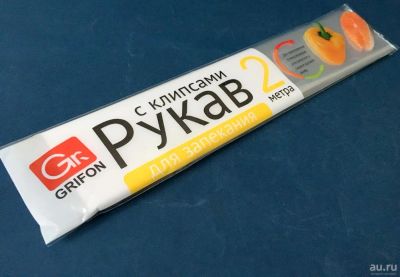 с клипсами
Рукав 2
метра
для запекания
Gr
GRIFON
au.ru